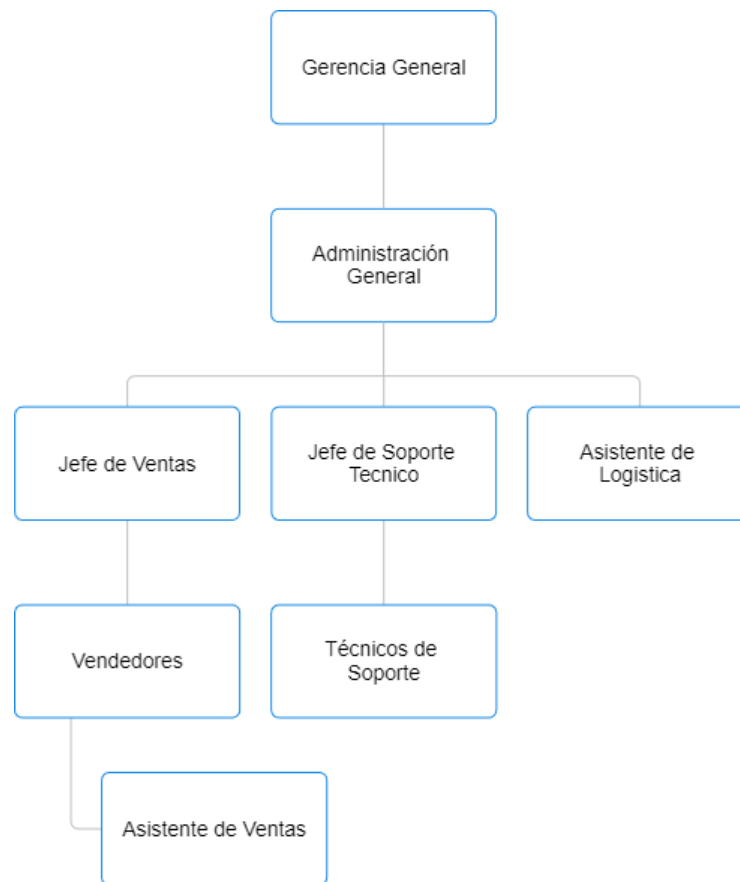 Gerencia General
Administración
General
Jefe de Ventas
Jefe de Soporte
Tecnico
Asistente de
Logistica
Vendedores
Técnicos de
Soporte
Asistente de Ventas